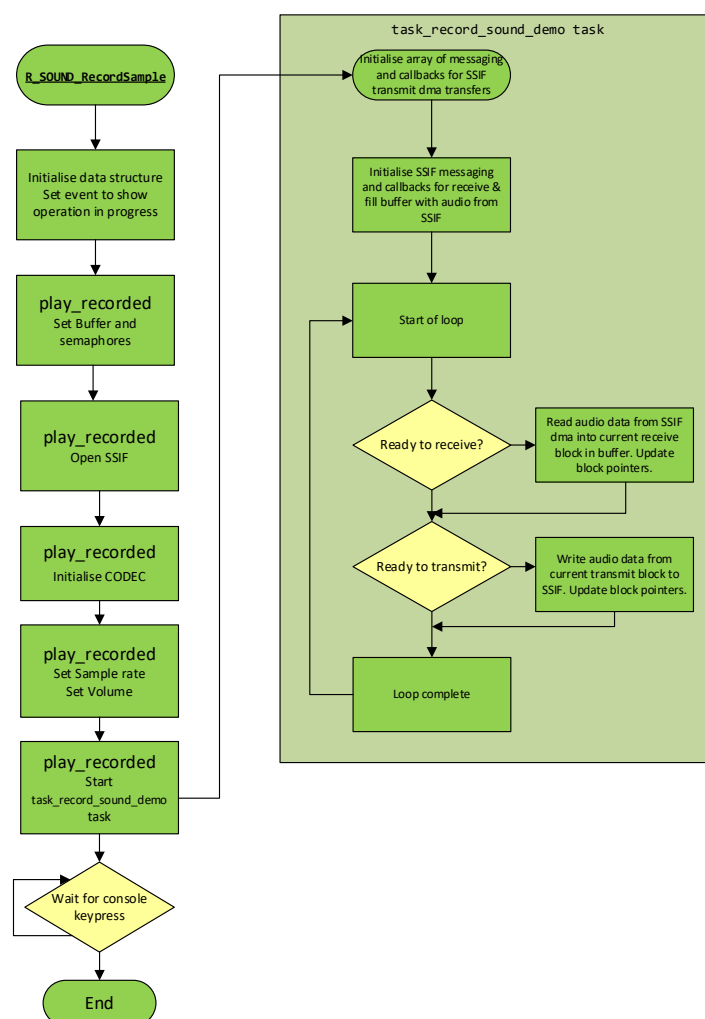 R_SOUND_RecordSample
Initialise data structure
Set event to show
operation in progress
play_recorded
Set Buffer and
semaphores
play_recorded
Open SSIF
play_recorded
Initialise CODEC
play_recorded
Set Sample rate
Set Volume
play_recorded
Start
task_record_sound_demo
task
Wait for console
keypress
End
task_record_sound_demo task
Initialise array of messaging
and callbacks for SSIF
transmit dma transfers
Initialise SSIF messaging
and callbacks for receive &
fill buffer with audio from
SSIF
Start of loop
Ready to receive?
Read audio data from SSIF
dma into current receive
block in buffer. Update
block pointers.
Ready to transmit?
Write audio data from
current transmit block to
SSIF. Update block pointers.
Loop complete